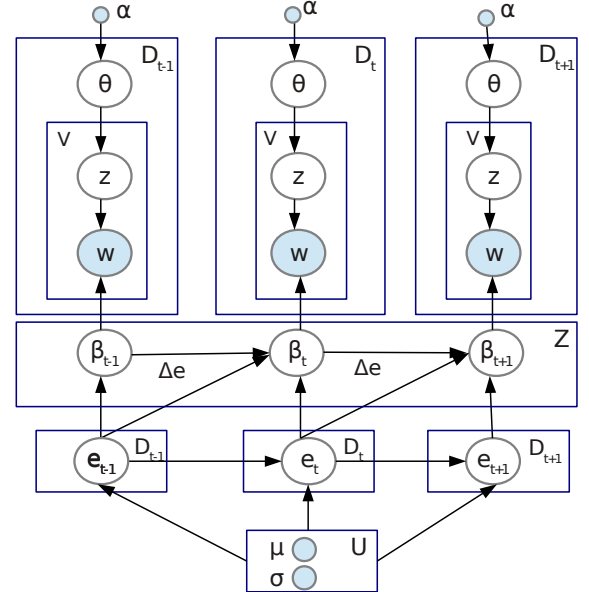 α α α
D_{t-1} D_t D_{t+1}
θ θ θ
V V V
z z z
w w w
Z
β_{t-1} β_t β_{t+1}
Δe Δe
D_{t-1} D_t D_{t+1}
e_{t-1} e_t e_{t+1}
μ U
σ